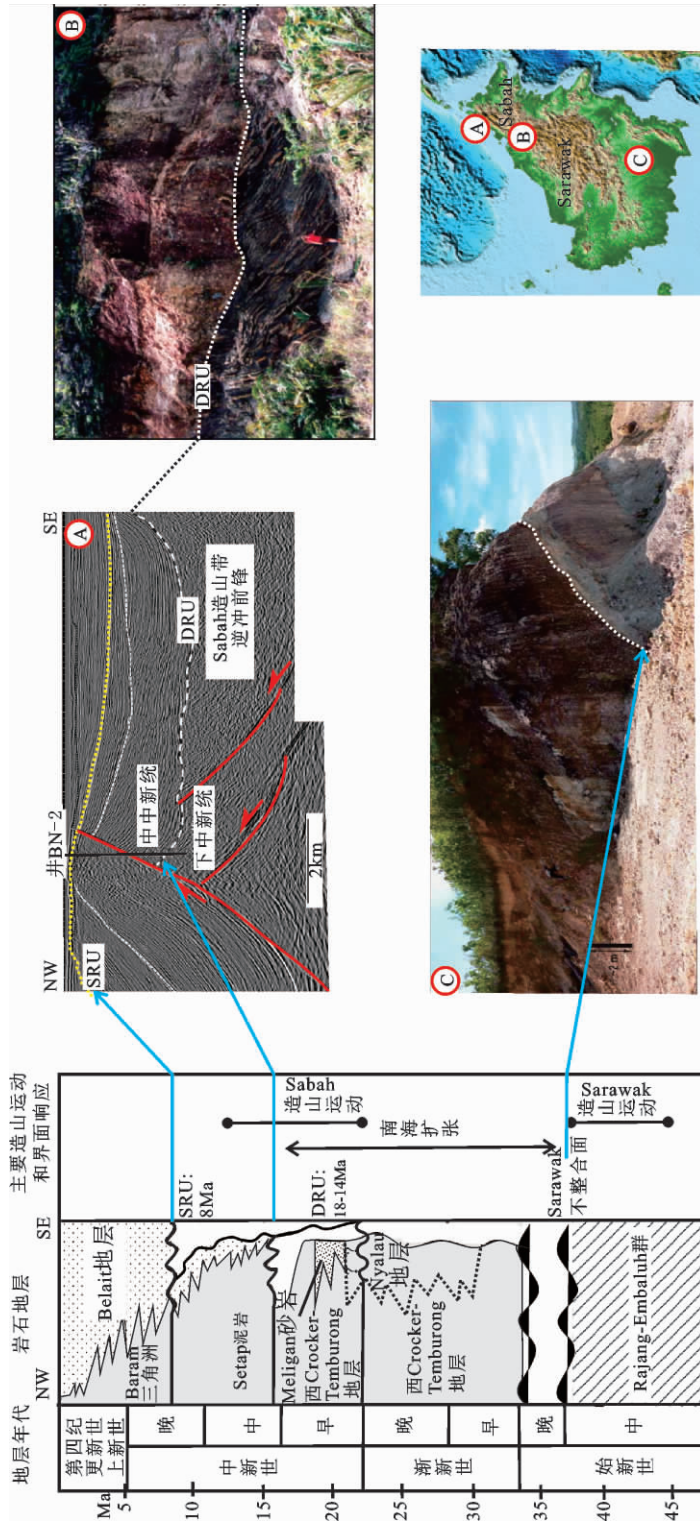 地层年代
岩石地层
主要造山运动
和界面响应
NW
SE
Ma
5
10
15
20
25
30
35
40
45
第四纪
更新世
上新世
中新世
渐新世
始新世
晚
中
早
晚
早
晚
中
Belait地层
Baram
三角洲
Setap泥岩
Meligan砂岩
西Crocker-
Temburong
地层
Nyalau
地层
西Crocker-
Temburong
地层
Rajang-Embaluh群
SRU:
8Ma
DRU:
18-14Ma
Sabah
造山运动
南海
扩张
Sarawak
不整合面
Sarawak
造山运动
NW
井BN-2
SE
A
SRU
中中新统
下中新统
DRU
Sabah造山带
逆冲前锋
2km
B
DRU
C
~2 m
A
Sabah
B
Sarawak
C